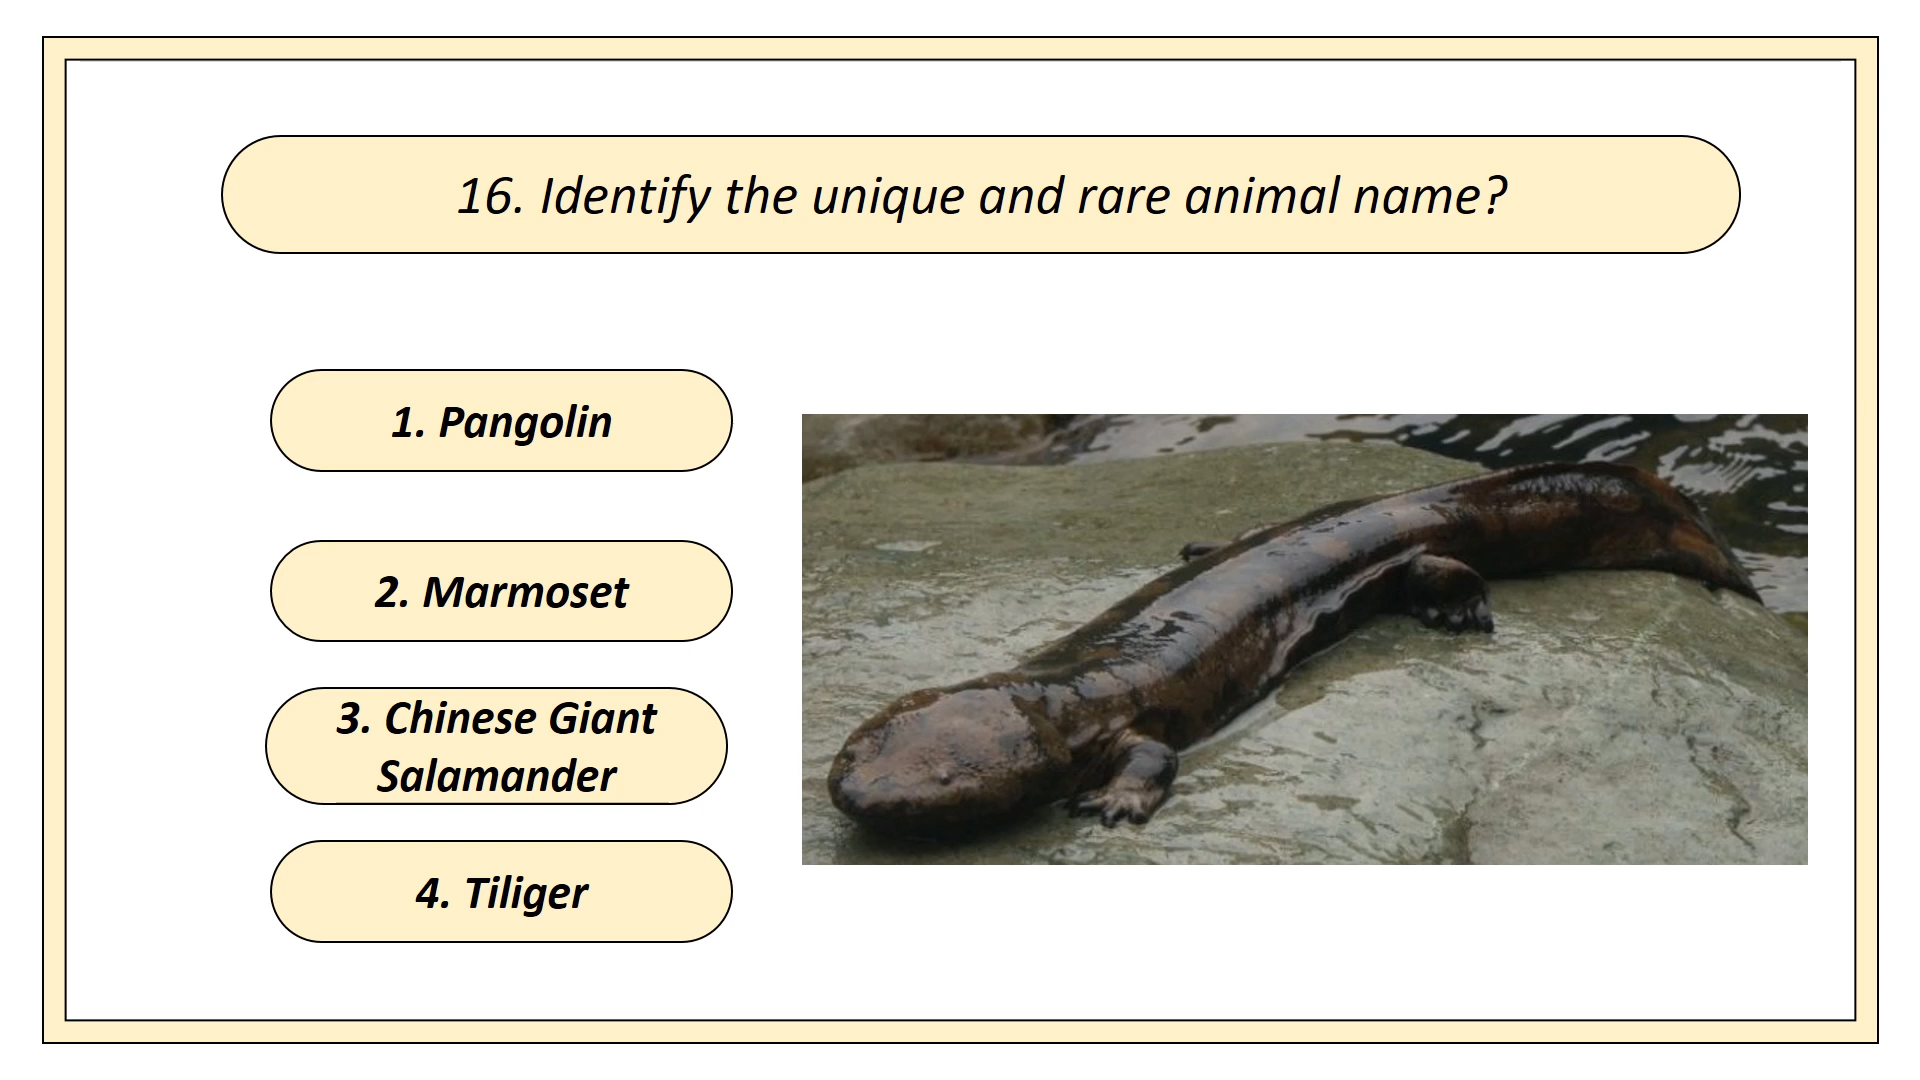 16. Identify the unique and rare animal name?
1. Pangolin
2. Marmoset
3. Chinese Giant
Salamander
4. Tiliger